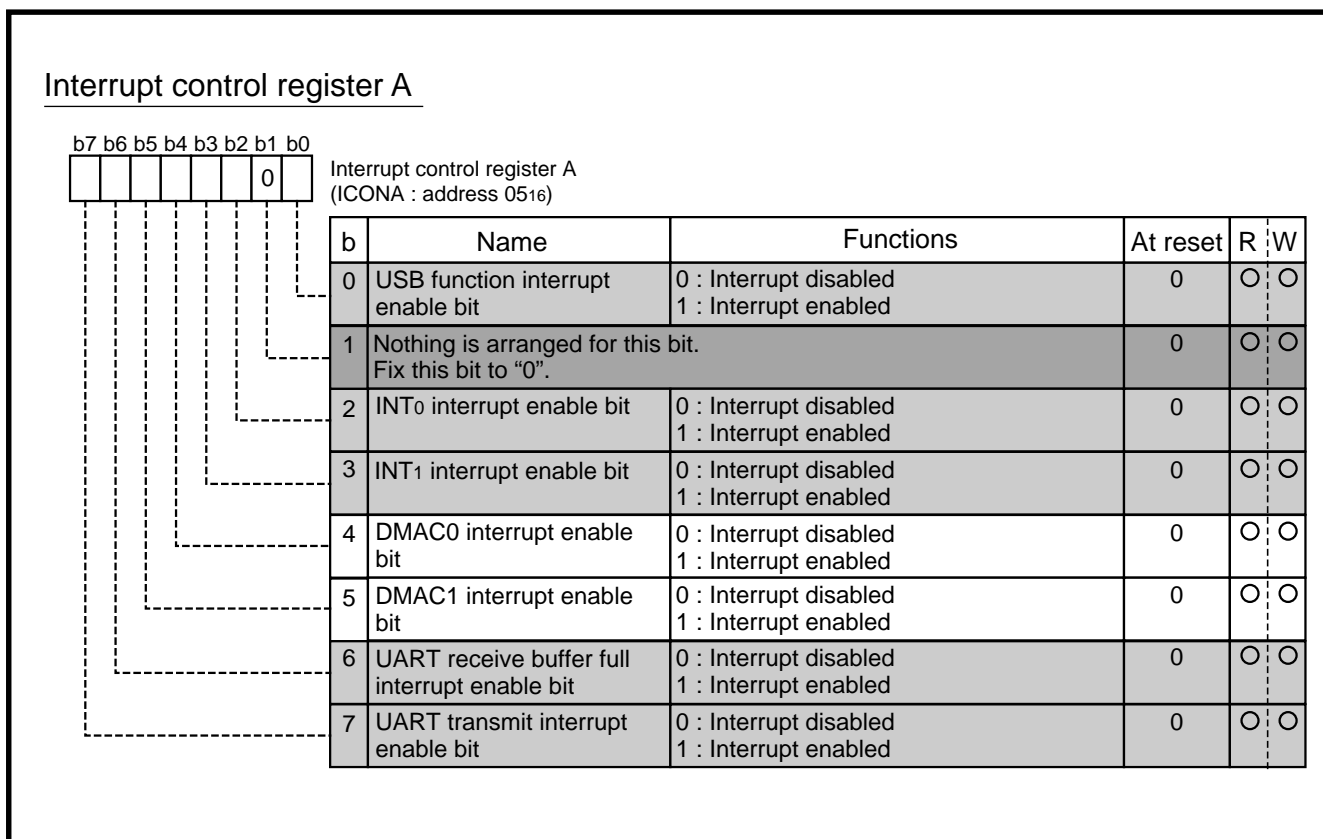 Interrupt control register A
b7 b6 b5 b4 b3 b2 b1 b0
0
Interrupt control register A
(ICONA : address 0516)
b Name Functions At reset R W
0 USB function interrupt enable bit 0 : Interrupt disabled 0 O O
1 : Interrupt enabled
1 Nothing is arranged for this bit. 0 O O
Fix this bit to “0”.
2 INT0 interrupt enable bit 0 : Interrupt disabled 0 O O
1 : Interrupt enabled
3 INT1 interrupt enable bit 0 : Interrupt disabled 0 O O
1 : Interrupt enabled
4 DMAC0 interrupt enable bit 0 : Interrupt disabled 0 O O
1 : Interrupt enabled
5 DMAC1 interrupt enable bit 0 : Interrupt disabled 0 O O
1 : Interrupt enabled
6 UART receive buffer full interrupt enable bit 0 : Interrupt disabled 0 O O
1 : Interrupt enabled
7 UART transmit interrupt enable bit 0 : Interrupt disabled 0 O O
1 : Interrupt enabled